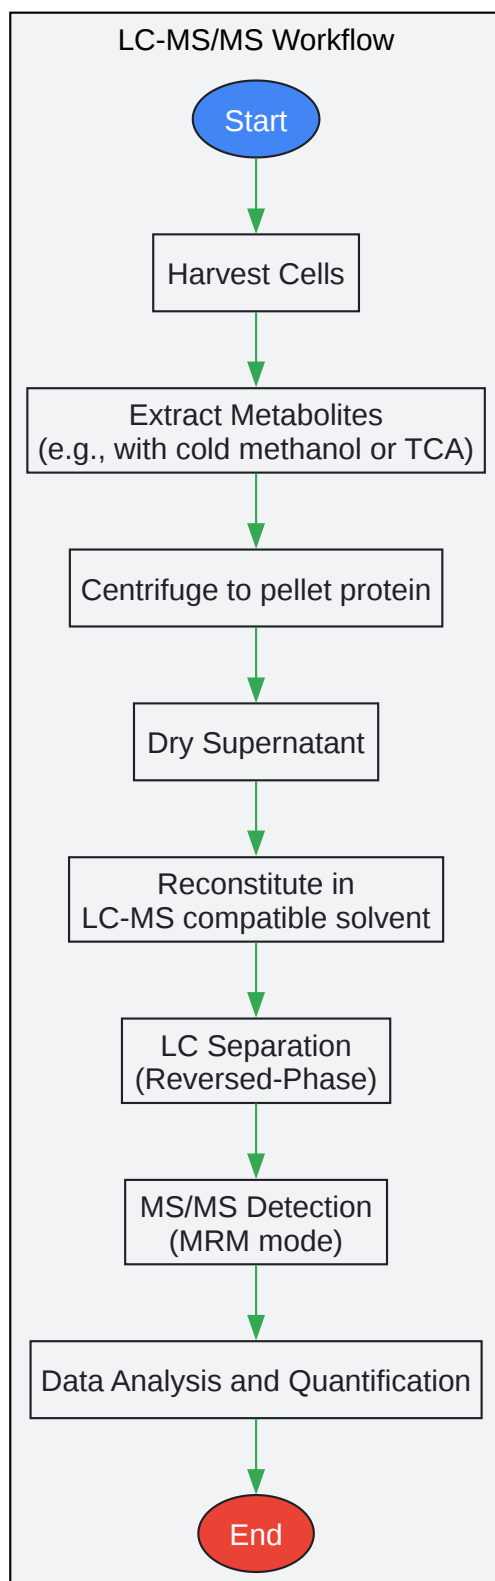 LC-MS/MS Workflow
Start
Harvest Cells
Extract Metabolites
(e.g., with cold methanol or TCA)
Centrifuge to pellet protein
Dry Supernatant
Reconstitute in
LC-MS compatible solvent
LC Separation
(Reversed-Phase)
MS/MS Detection
(MRM mode)
Data Analysis and Quantification
End